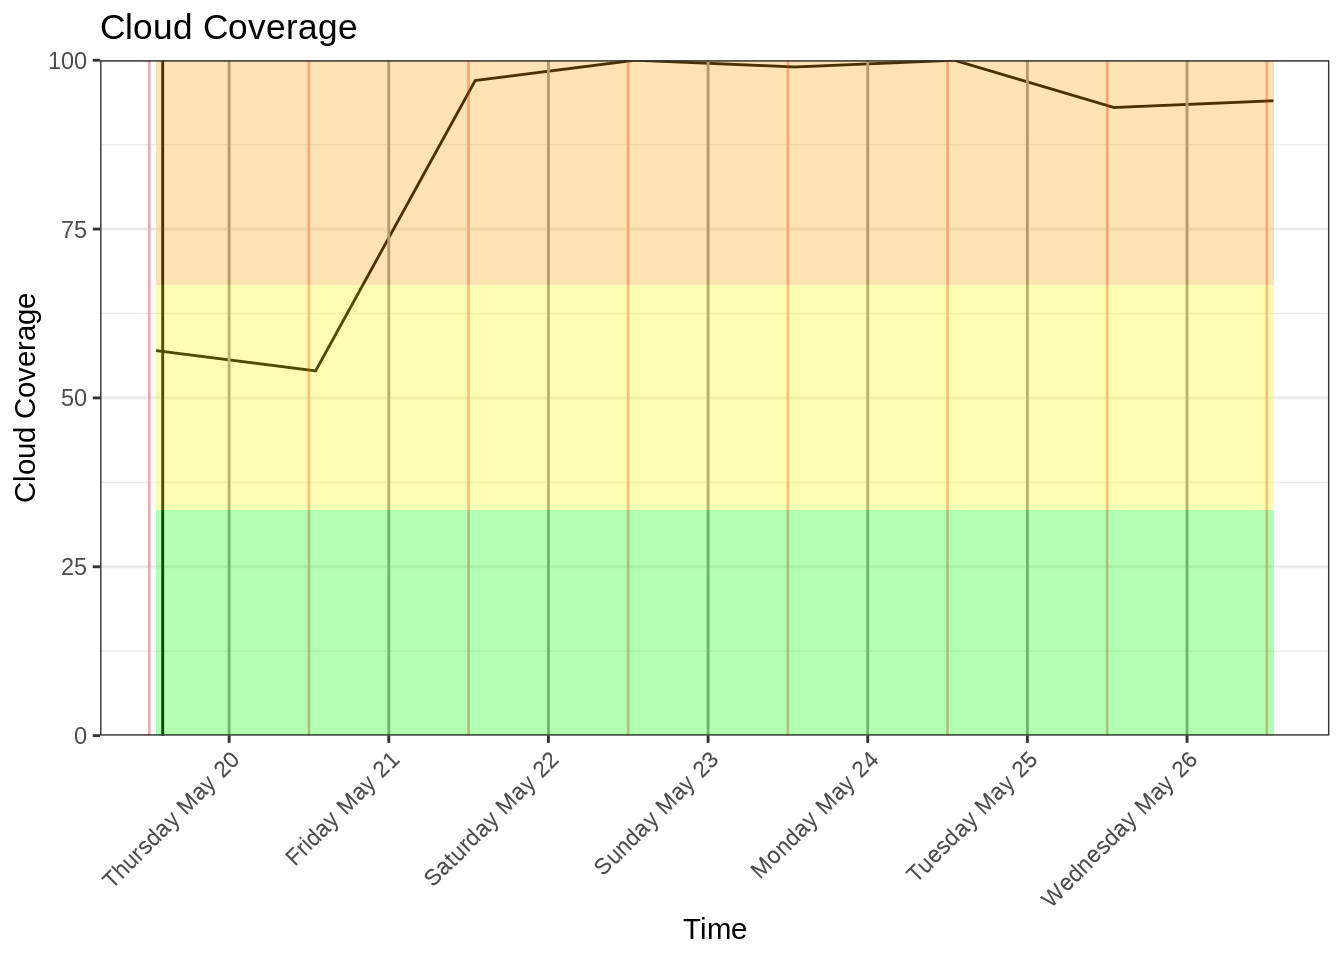 Cloud Coverage
100
75
50
25
0
Cloud Coverage
Thursday May 20
Friday May 21
Saturday May 22
Sunday May 23
Monday May 24
Tuesday May 25
Wednesday May 26
Time